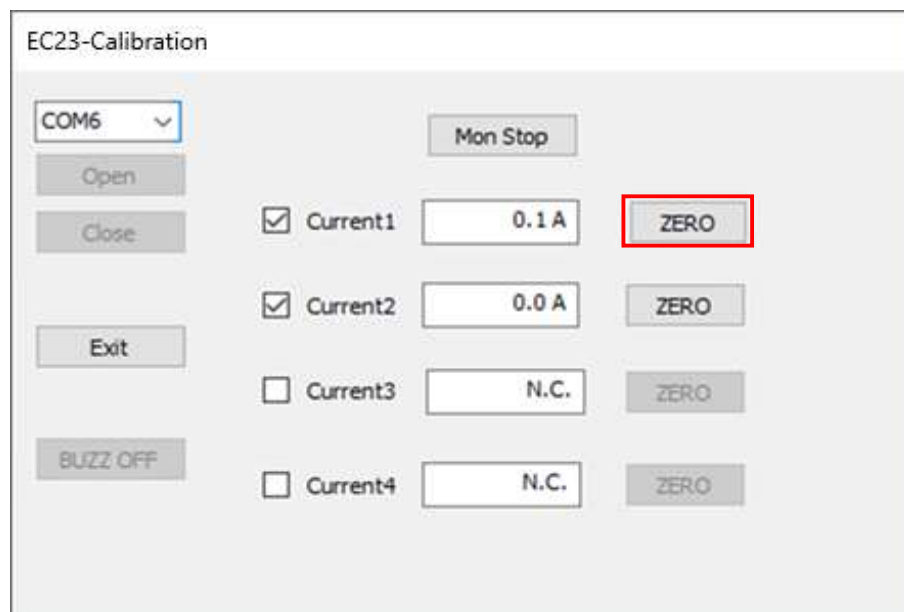 EC23-Calibration
COM6
Mon Stop
Open
Close
Current1 0.1 A ZERO
Current2 0.0 A ZERO
Exit
Current3 N.C. ZERO
BUZZ OFF
Current4 N.C. ZERO